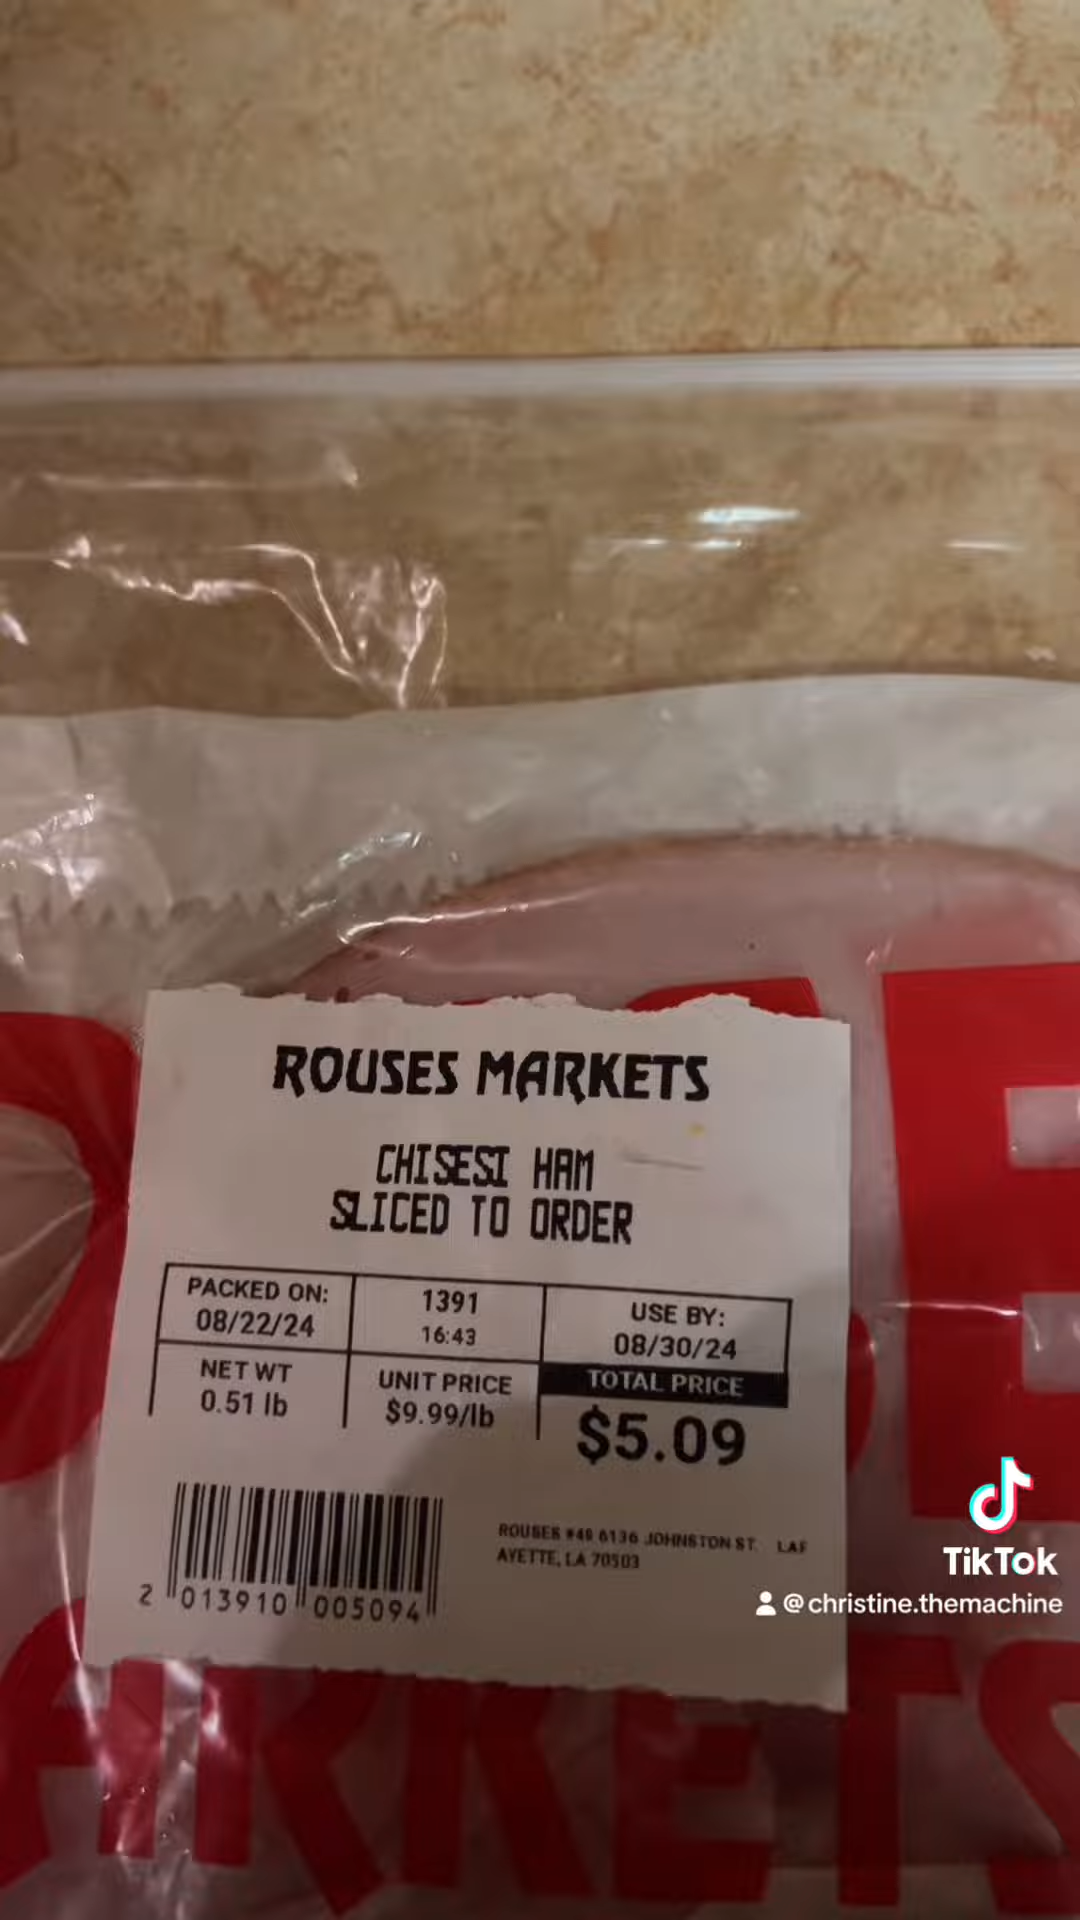 ROUSES MARKETS
CHISESI HAM
SLICED TO ORDER
PACKED ON:
08/22/24
1391
16:43
USE BY:
08/30/24
NET WT
0.51 lb
UNIT PRICE
$9.99/lb
TOTAL PRICE
$5.09
ROUSES #49 6136 JOHNSTON ST. LAF
AYETTE, LA 70503
2 013910 005094
TikTok
@christine.themachine
ARKETS